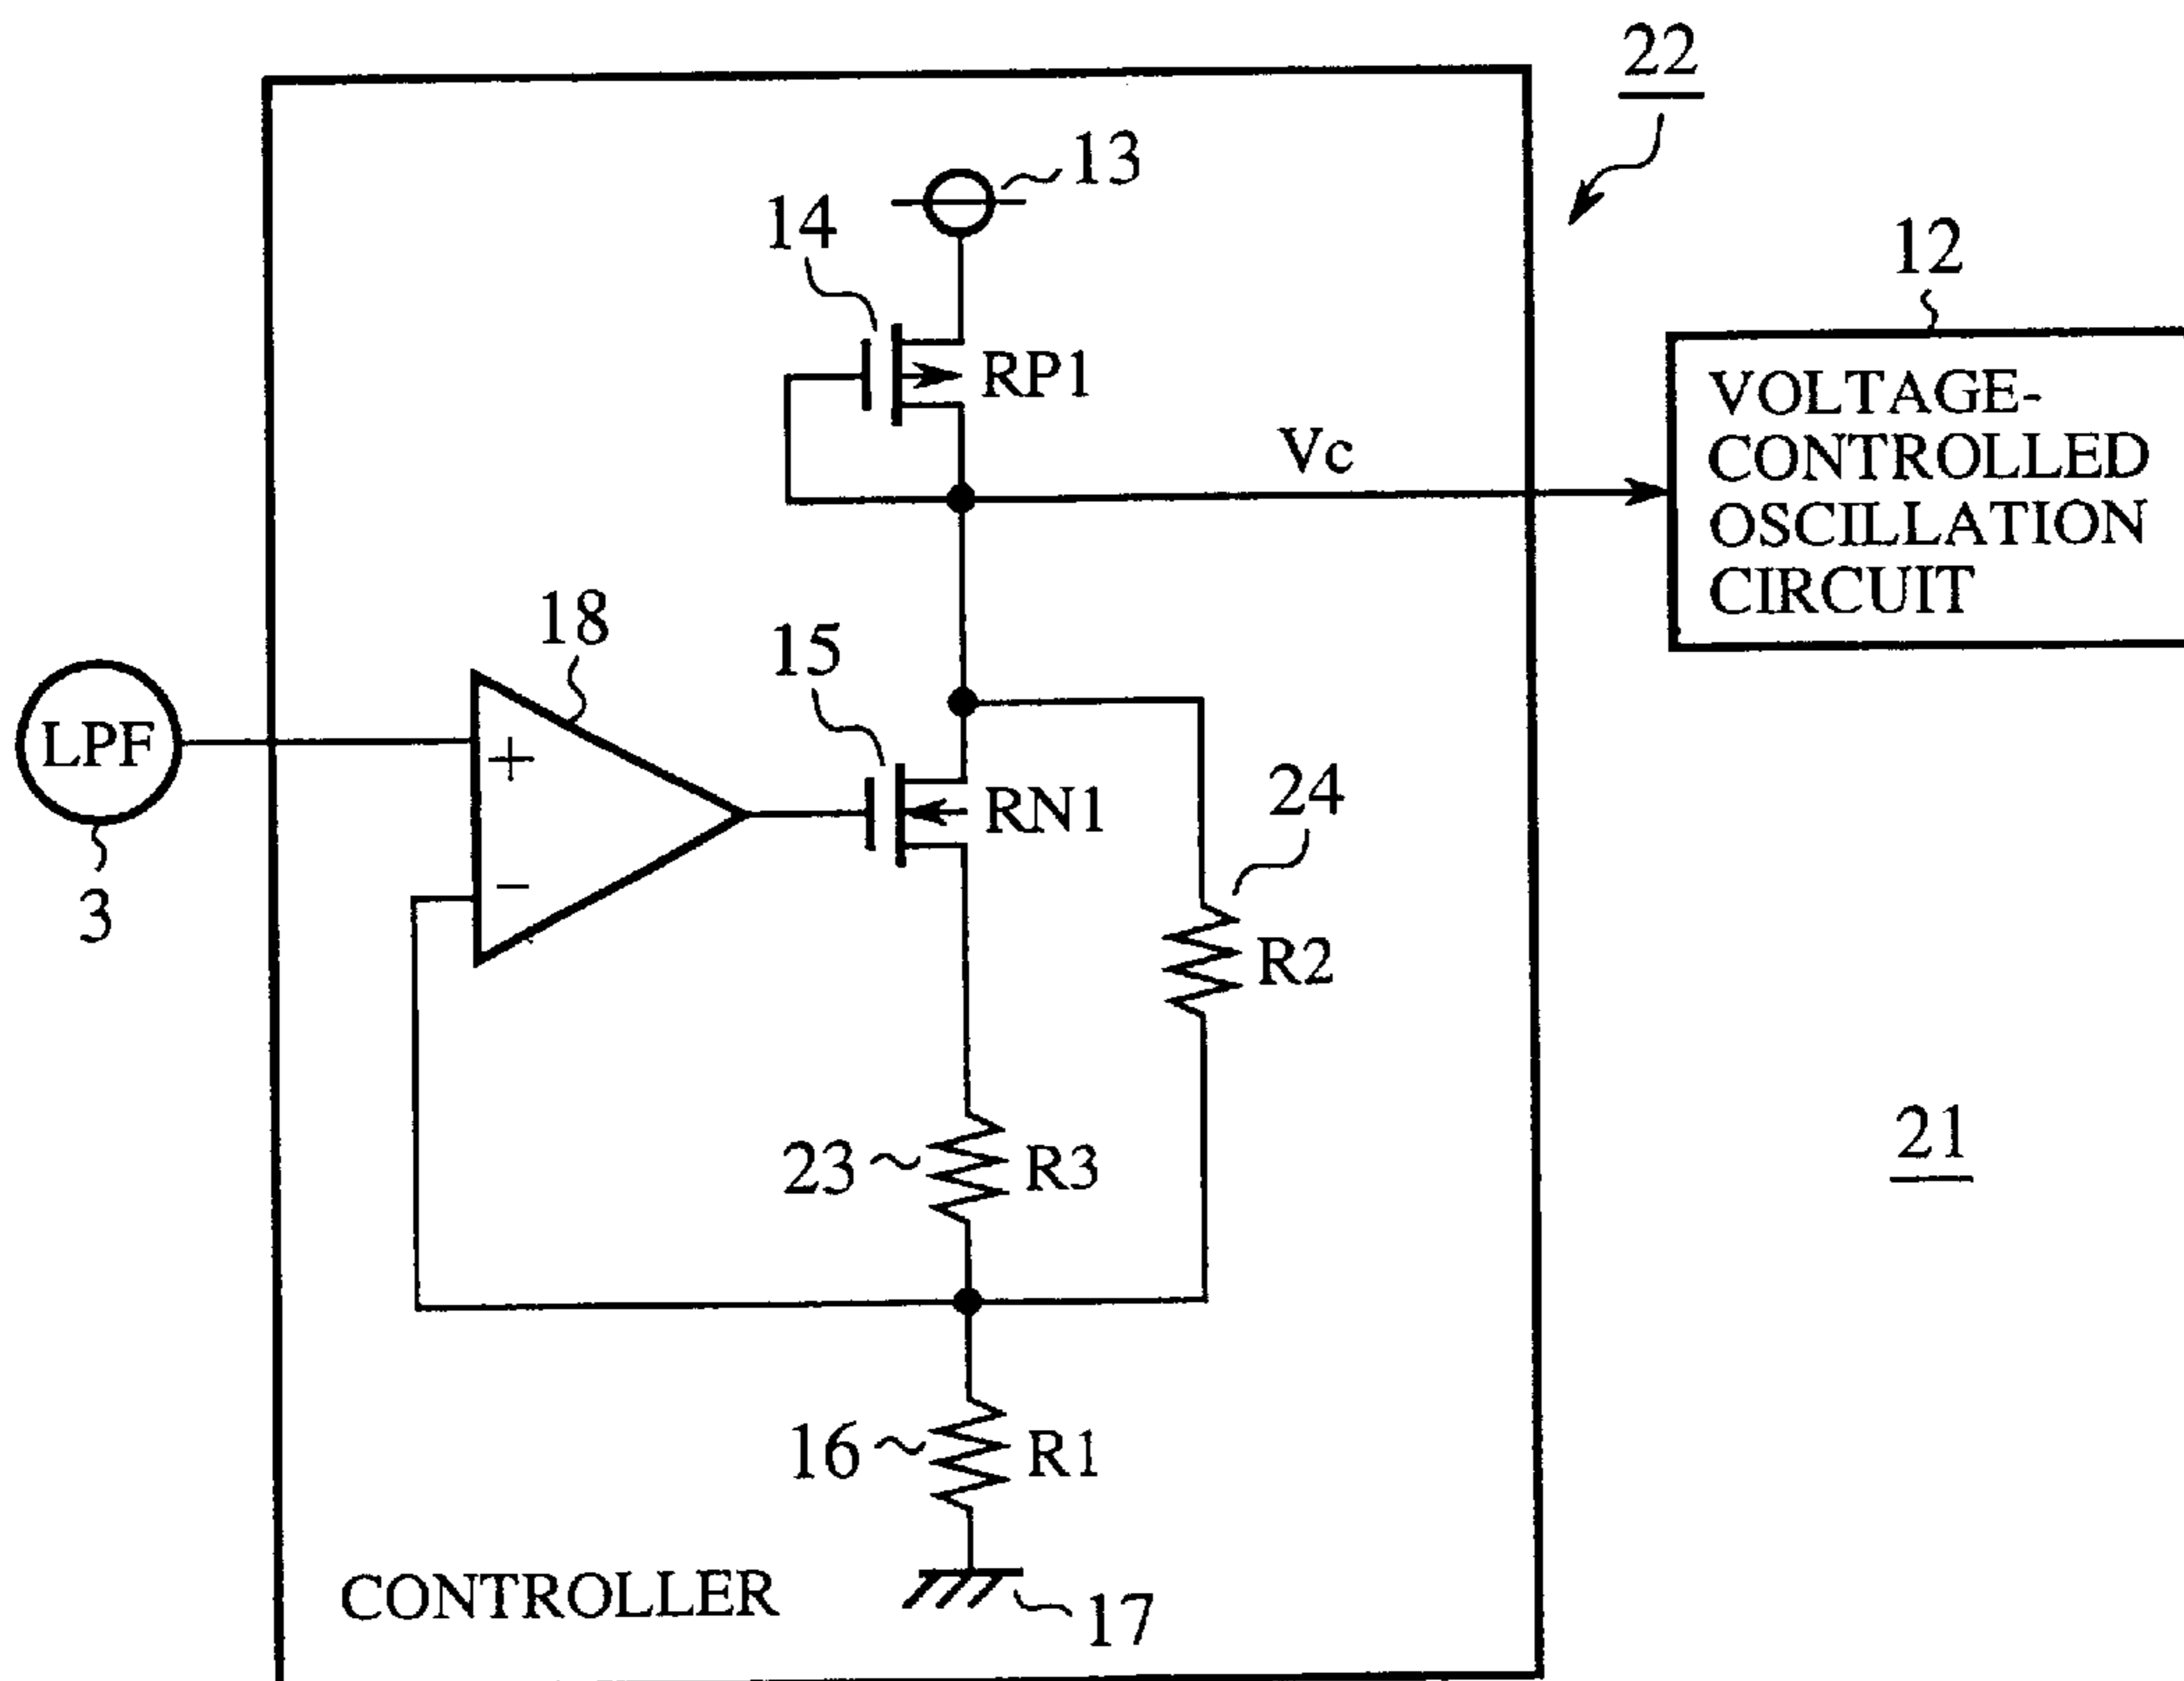 22
13
14
12
RP1
VOLTAGE-
CONTROLLED
OSCILLATION
CIRCUIT
Vc
18
15
LPF
+
RN1
24
−
3
R2
21
23
R3
16
R1
CONTROLLER
17